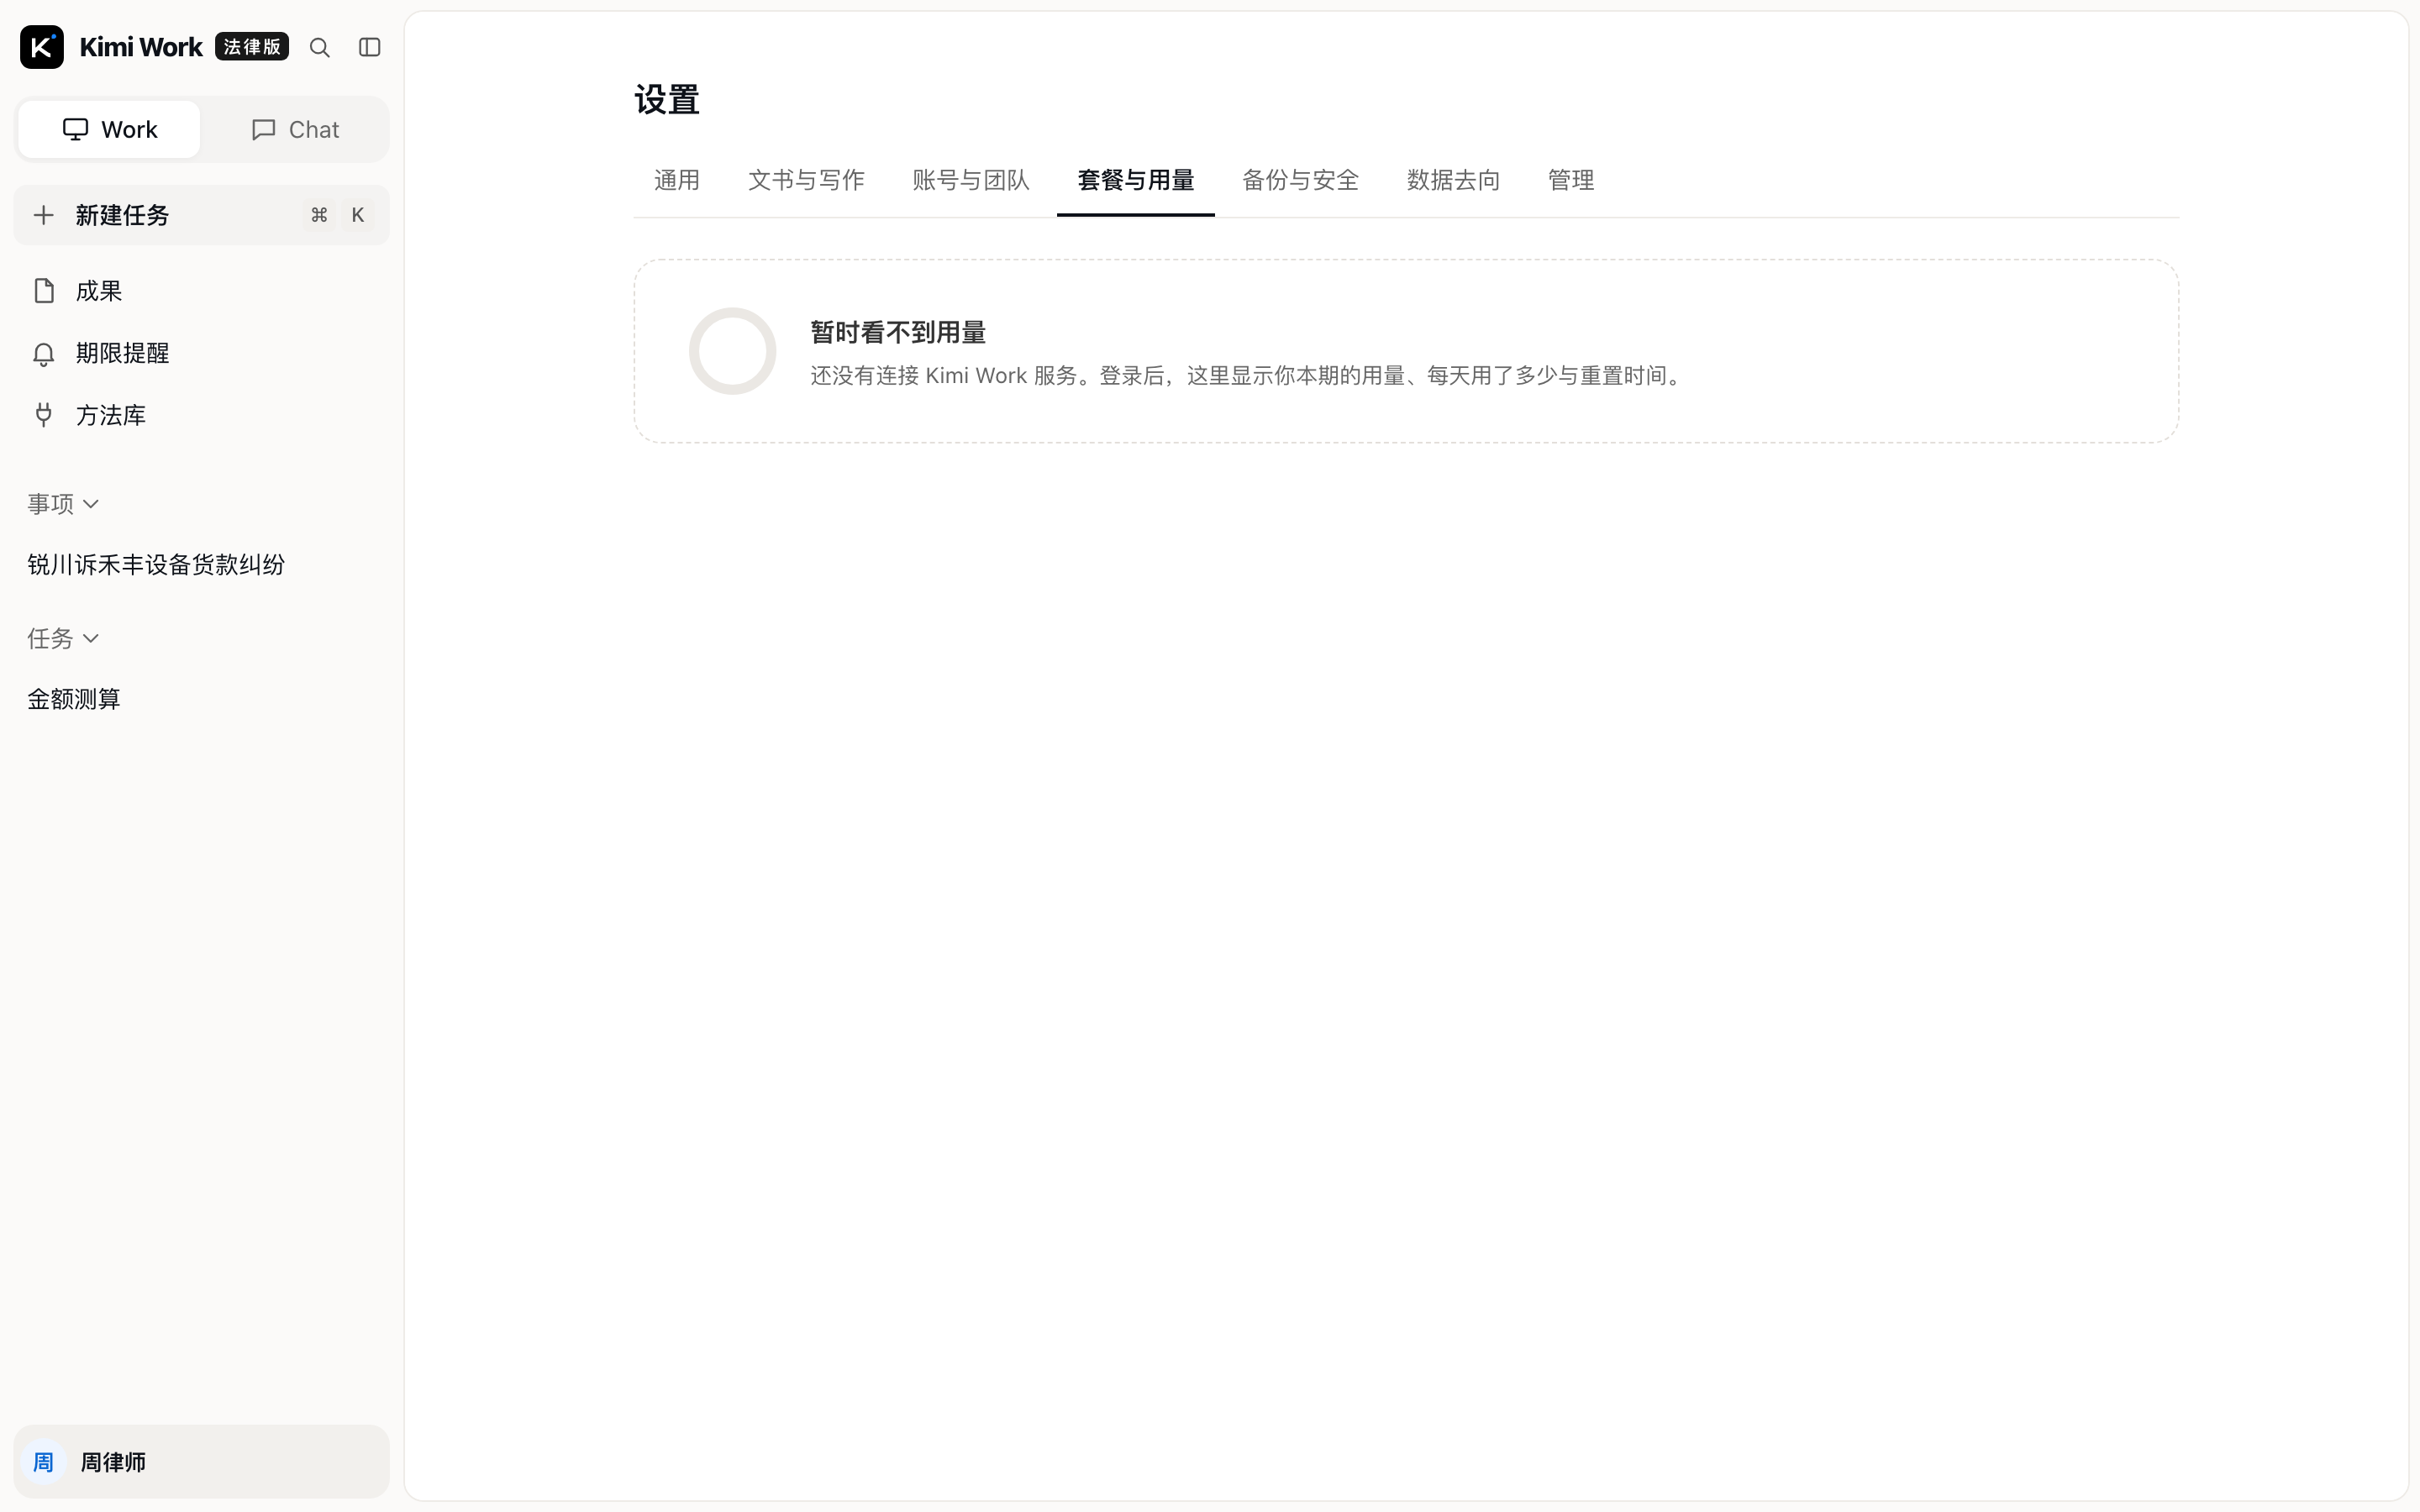 Kimi Work 法律版
Work
Chat
新建任务 ⌘ K
成果
期限提醒
方法库
事项
锐川诉禾丰设备货款纠纷
任务
金额测算
周 周律师
设置
通用 文书与写作 账号与团队 套餐与用量 备份与安全 数据去向 管理
暂时看不到用量
还没有连接 Kimi Work 服务。登录后，这里显示你本期的用量、每天用了多少与重置时间。